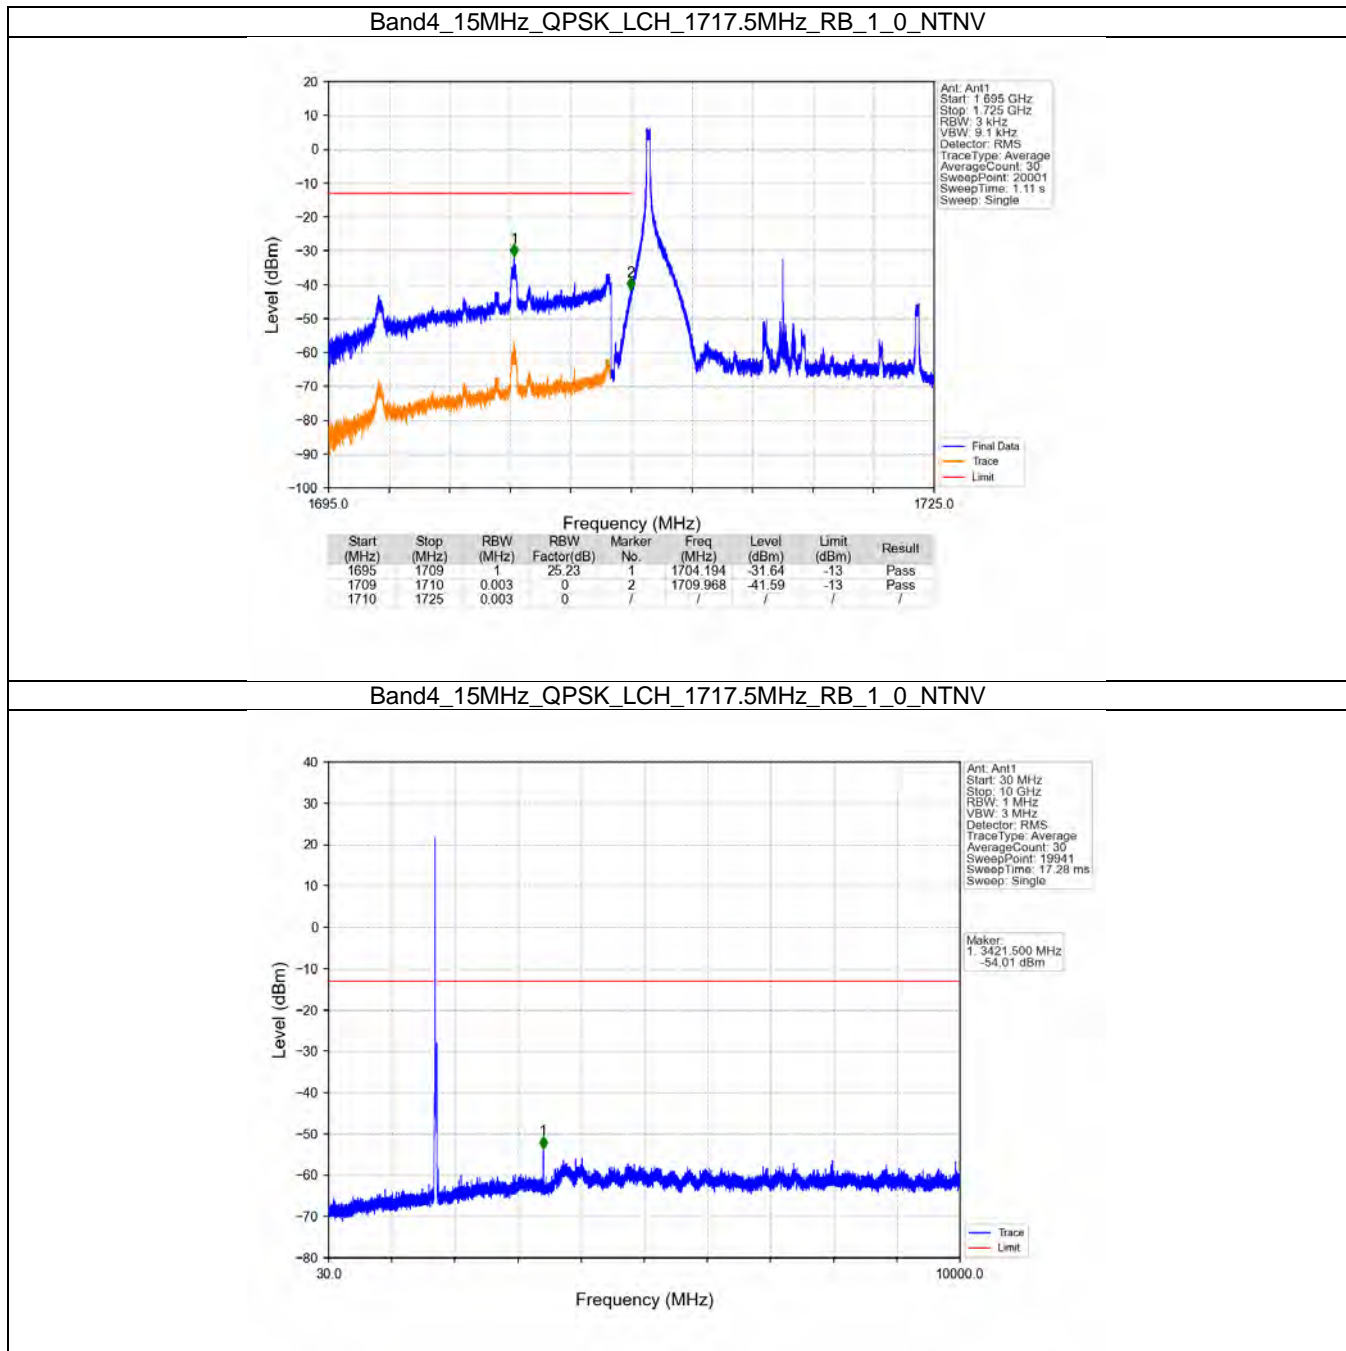 Band4_15MHz_QPSK_LCH_1717.5MHz_RB_1_0_NTNV
20
10
0
−10
−20
−30
−40
−50
−60
−70
−80
−90
−100
Level (dBm)
1
2
1695.0
1725.0
Frequency (MHz)
Ant: Ant1
Start: 1.695 GHz
Stop: 1.725 GHz
RBW: 3 kHz
VBW: 9.1 kHz
Detector: RMS
TraceType: Average
AverageCount: 30
SweepPoint: 20001
SweepTime: 1.11 s
Sweep: Single
Final Data
Trace
Limit
Start (MHz) Stop (MHz) RBW (MHz) RBW Factor(dB) Marker No. Freq (MHz) Level (dBm) Limit (dBm) Result
1695 1709 1 25.23 1 1704.194 -31.64 -13 Pass
1709 1710 0.003 0 2 1709.968 -41.59 -13 Pass
1710 1725 0.003 0 / / / / /
Band4_15MHz_QPSK_LCH_1717.5MHz_RB_1_0_NTNV
40
30
20
10
0
−10
−20
−30
−40
−50
−60
−70
−80
Level (dBm)
1
30.0
10000.0
Frequency (MHz)
Ant: Ant1
Start: 30 MHz
Stop: 10 GHz
RBW: 1 MHz
VBW: 3 MHz
Detector: RMS
TraceType: Average
AverageCount: 30
SweepPoint: 19941
SweepTime: 17.28 ms
Sweep: Single
Maker:
1. 3421.500 MHz
-54.01 dBm
Trace
Limit